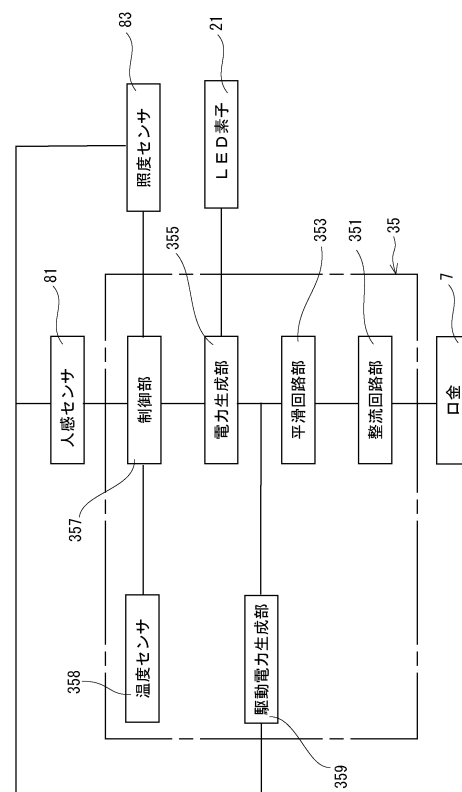 83
照度センサ
21
LED素子
81
人感センサ
制御部
357
355
電力生成部
353
平滑回路部
351
整流回路部
35
7
口金
358
温度センサ
駆動電力生成部
359